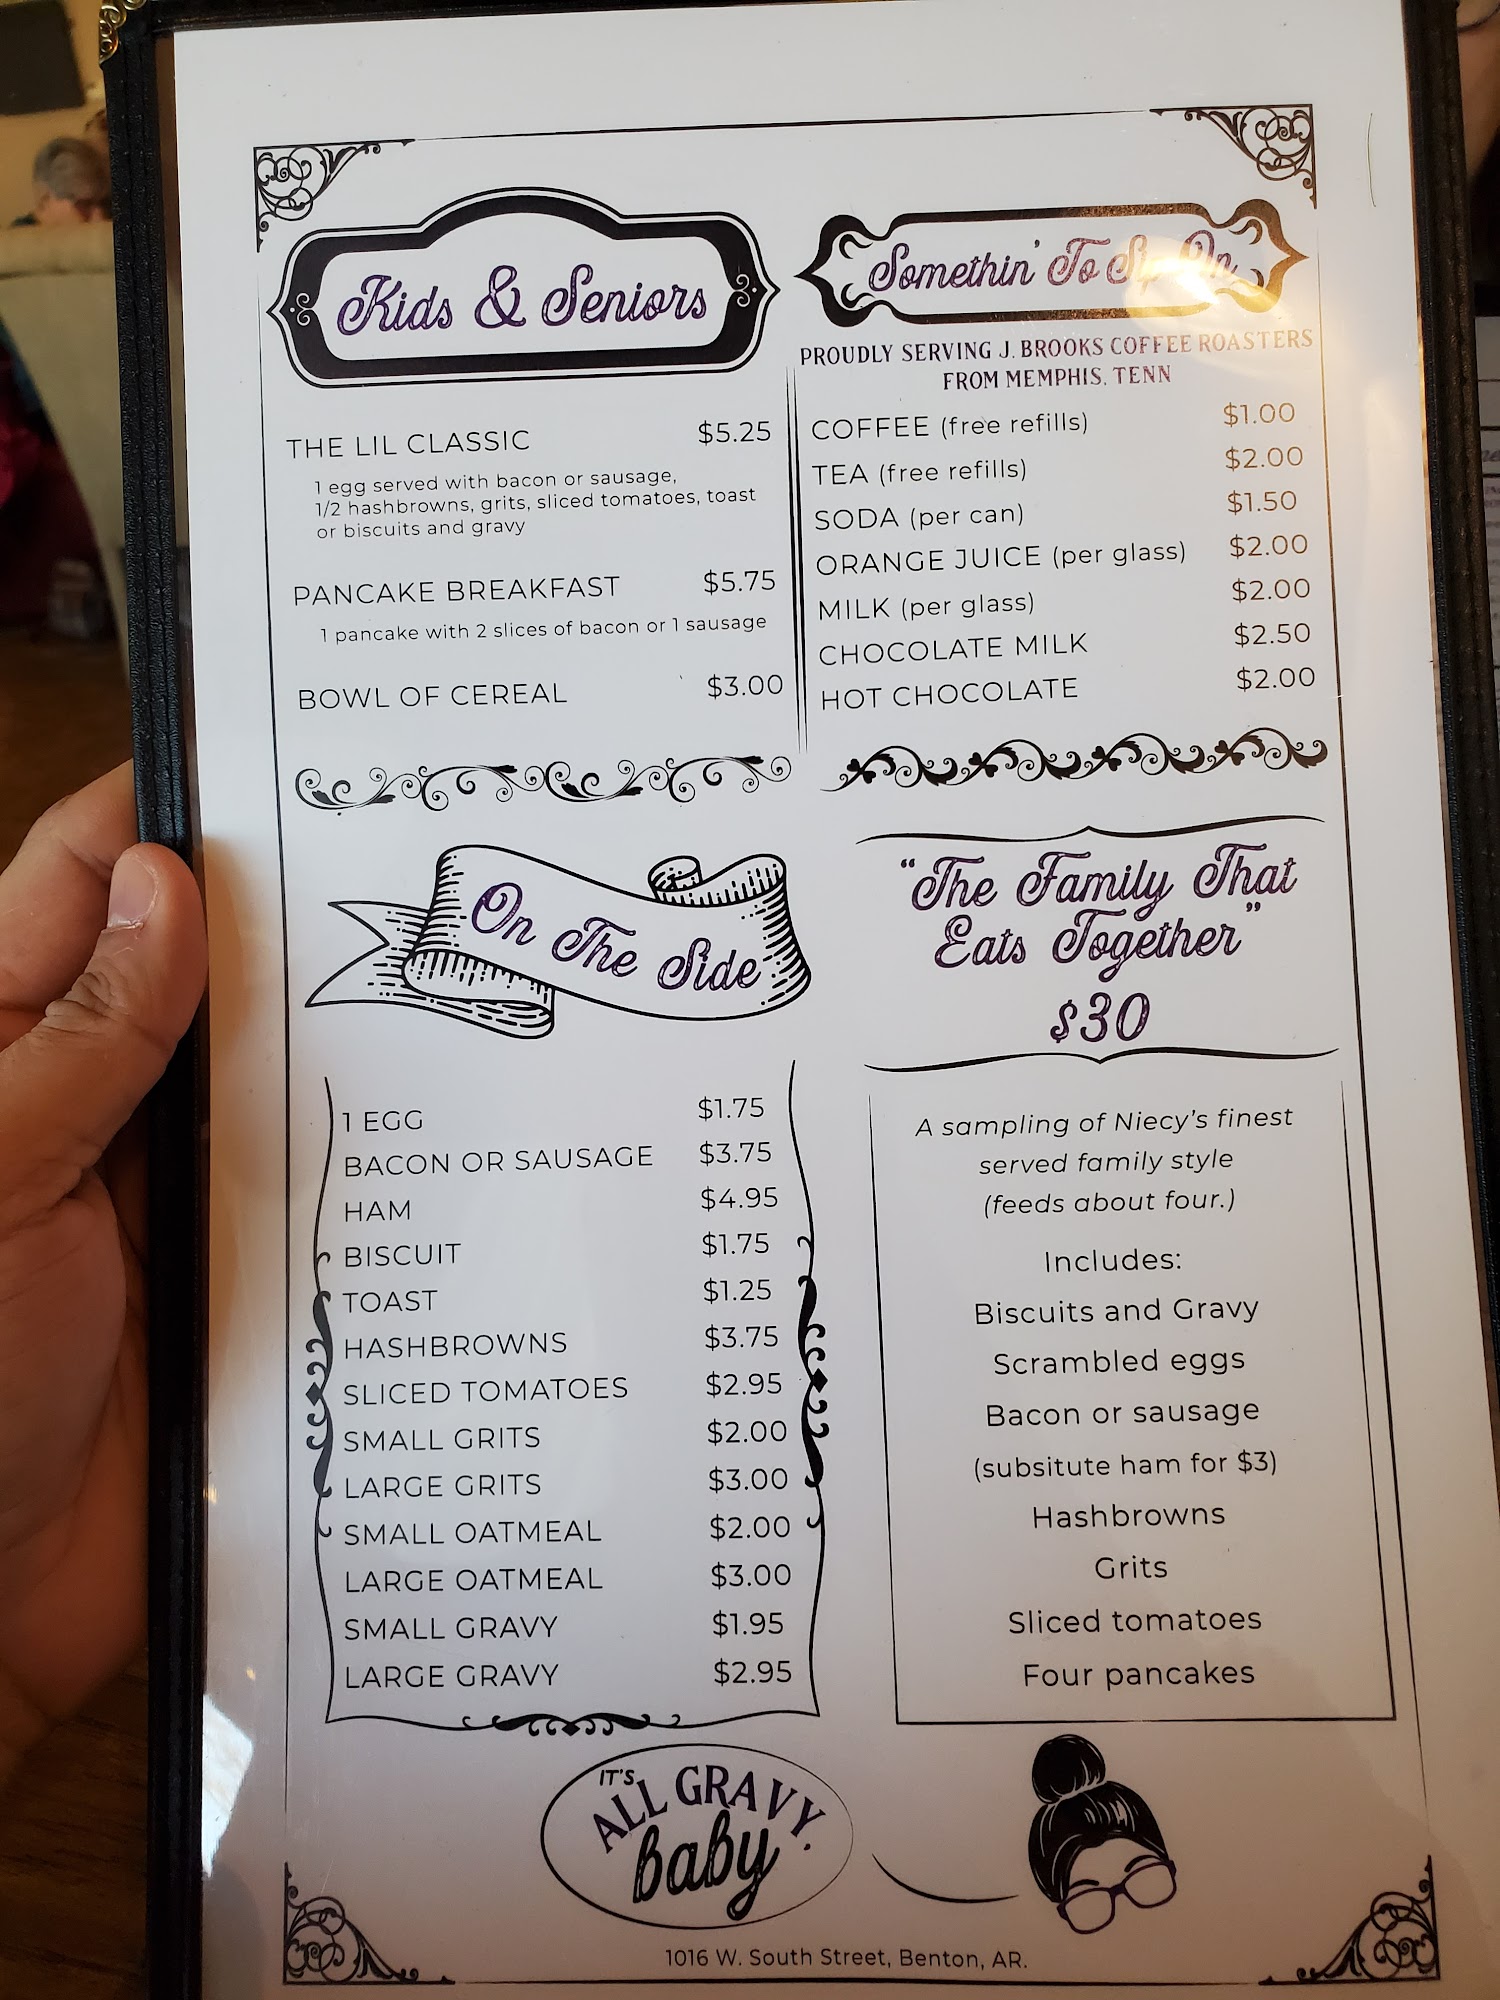 Kids & Seniors
THE LIL CLASSIC $5.25
1 egg served with bacon or sausage,
1/2 hashbrowns, grits, sliced tomatoes, toast
or biscuits and gravy
PANCAKE BREAKFAST $5.75
1 pancake with 2 slices of bacon or 1 sausage
BOWL OF CEREAL $3.00
Somethin' To Sip On
PROUDLY SERVING J. BROOKS COFFEE ROASTERS
FROM MEMPHIS, TENN
COFFEE (free refills) $1.00
TEA (free refills) $2.00
SODA (per can) $1.50
ORANGE JUICE (per glass) $2.00
MILK (per glass) $2.00
CHOCOLATE MILK $2.50
HOT CHOCOLATE $2.00
On The Side
1 EGG $1.75
BACON OR SAUSAGE $3.75
HAM $4.95
BISCUIT $1.75
TOAST $1.25
HASHBROWNS $3.75
SLICED TOMATOES $2.95
SMALL GRITS $2.00
LARGE GRITS $3.00
SMALL OATMEAL $2.00
LARGE OATMEAL $3.00
SMALL GRAVY $1.95
LARGE GRAVY $2.95
"The Family That
Eats Together"
$30
A sampling of Niecy's finest
served family style
(feeds about four.)
Includes:
Biscuits and Gravy
Scrambled eggs
Bacon or sausage
(subsitute ham for $3)
Hashbrowns
Grits
Sliced tomatoes
Four pancakes
IT'S
ALL GRAVY.
baby
1016 W. South Street, Benton, AR.